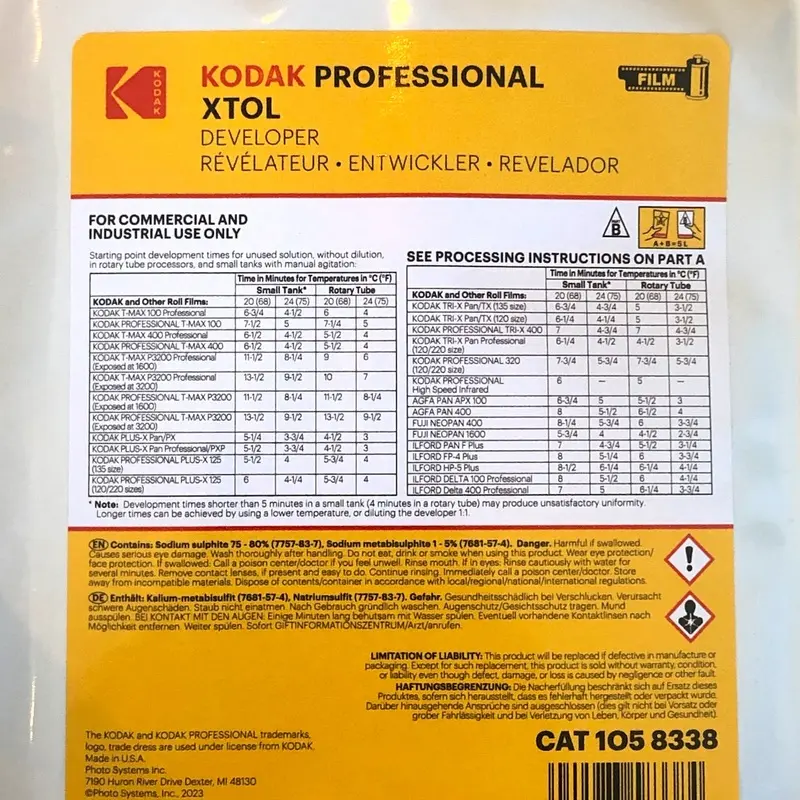 KODAK
KODAK PROFESSIONAL
XTOL
DEVELOPER
RÉVÉLATEUR • ENTWICKLER • REVELADOR
FILM
FOR COMMERCIAL AND
INDUSTRIAL USE ONLY
B
A+B=5L
Starting point development times for unused solution, without dilution,
in rotary tube processors, and small tanks with manual agitation:
Time in Minutes for Temperatures in °C (°F)
Small Tank* Rotary Tube
KODAK and Other Roll Films: 20 (68) 24 (75) 20 (68) 24 (75)
KODAK T-MAX 100 Professional 6-3/4 4-1/2 6 4
KODAK PROFESSIONAL T-MAX 100 7-1/2 5 7-1/4 5
KODAK T-MAX 400 Professional 6-1/2 4-1/2 5-1/2 4
KODAK PROFESSIONAL T-MAX 400 6-1/2 4-1/2 5-1/2 4
KODAK T-MAX P3200 Professional 11-1/2 8-1/4 9 6
(Exposed at 1600)
KODAK T-MAX P3200 Professional 13-1/2 9-1/2 10 7
(Exposed at 3200)
KODAK PROFESSIONAL T-MAX P3200 11-1/2 8-1/4 11-1/2 8-1/4
(Exposed at 1600)
KODAK PROFESSIONAL T-MAX P3200 13-1/2 9-1/2 13-1/2 9-1/2
(Exposed at 3200)
KODAK PLUS-X Pan/PX 5-1/4 3-3/4 4-1/2 3
KODAK PLUS-X Pan Professional/PXP 5-1/2 3-3/4 4-1/2 3
KODAK PROFESSIONAL PLUS-X 125 5-1/2 4 5-3/4 4
(135 size)
KODAK PROFESSIONAL PLUS-X 125 6 4-1/4 5-3/4 4
(120/220 sizes)
SEE PROCESSING INSTRUCTIONS ON PART A
Time in Minutes for Temperatures in °C (°F)
Small Tank* Rotary Tube
KODAK and Other Roll Films: 20 (68) 24 (75) 20 (68) 24 (75)
KODAK TRI-X Pan/TX (135 size) 6-3/4 4-3/4 5 3-1/2
KODAK TRI-X Pan/TX (120 size) 6-1/4 4-1/4 5 3-1/2
KODAK PROFESSIONAL TRI-X 400 7 4-3/4 7 4-3/4
KODAK TRI-X Pan Professional 6-1/4 4-1/2 4-1/2 3-1/2
(120/220 size)
KODAK PROFESSIONAL 320 7-3/4 5-3/4 7-3/4 5-3/4
(120/220 size)
KODAK PROFESSIONAL 6 — 5 —
High Speed Infrared
AGFA PAN APX 100 6-3/4 5 5-1/2 3
AGFA PAN 400 8 5-1/2 6-1/2 4
FUJI NEOPAN 400 8-1/4 5-3/4 6 3-3/4
FUJI NEOPAN 1600 5-3/4 4 4-1/2 2-3/4
ILFORD PAN F Plus 7 4-3/4 5-1/4 3-1/2
ILFORD FP-4 Plus 8 5-1/4 6 3-3/4
ILFORD HP-5 Plus 8-1/2 6-1/4 6-1/4 4-1/4
ILFORD DELTA 100 Professional 8 5-1/2 6 4-1/4
ILFORD Delta 400 Professional 7 5 6-1/4 3-3/4
* Note: Development times shorter than 5 minutes in a small tank (4 minutes in a rotary tube) may produce unsatisfactory uniformity.
Longer times can be achieved by using a lower temperature, or diluting the developer 1:1.
EN Contains: Sodium sulphite 75 - 80% (7757-83-7), Sodium metabisulphit 1 - 5% (7681-57-4). Danger. Harmful if swallowed.
Causes serious eye damage. Wash thoroughly after handling. Do not eat, drink or smoke when using this product. Wear eye protection/
face protection. If swallowed: Call a poison center/doctor if you feel unwell. Rinse mouth. If in eyes: Rinse cautiously with water for
several minutes. Remove contact lenses, if present and easy to do. Continue rinsing. Immediately call a poison center/doctor. Store
away from incompatible materials. Dispose of contents/container in accordance with local/regional/national/international regulations.
DE Enthält: Kalium-metabisulfit (7681-57-4), Natriumsulfit (7757-83-7). Gefahr. Gesundheitsschädlich bei Verschlucken. Verursacht
schwere Augenschäden. Staub nicht einatmen. Nach Gebrauch gründlich waschen. Augenschutz/Gesichtsschutz tragen. Mund
ausspülen. BEI KONTAKT MIT DEN AUGEN: Einige Minuten lang behutsam mit Wasser spülen. Eventuell vorhandene Kontaktlinsen nach
Möglichkeit entfernen. Weiter spülen. Sofort GIFTINFORMATIONSZENTRUM/Arzt/anrufen.
LIMITATION OF LIABILITY: This product will be replaced if defective in manufacture or
packaging. Except for such replacement, this product is sold without warranty, condition,
or liability even though defect, damage, or loss is caused by negligence or other fault.
HAFTUNGSBEGRENZUNG: Die Nacherfüllung beschränkt sich auf Ersatz dieses
Produktes, sofern sich herausstellt, dass es fehlerhaft hergestellt oder verpackt wurde.
Darüber hinausgehende Ansprüche sind ausgeschlossen (dies gilt nicht bei Vorsatz oder
grober Fahrlässigkeit und bei Verletzung von Leben, Körper und Gesundheit).
The KODAK and KODAK PROFESSIONAL trademarks,
logo, trade dress are used under license from KODAK.
Made in U.S.A.
Photo Systems Inc.
7190 Huron River Drive Dexter, MI 48130
©Photo Systems, Inc., 2023
CAT 105 8338